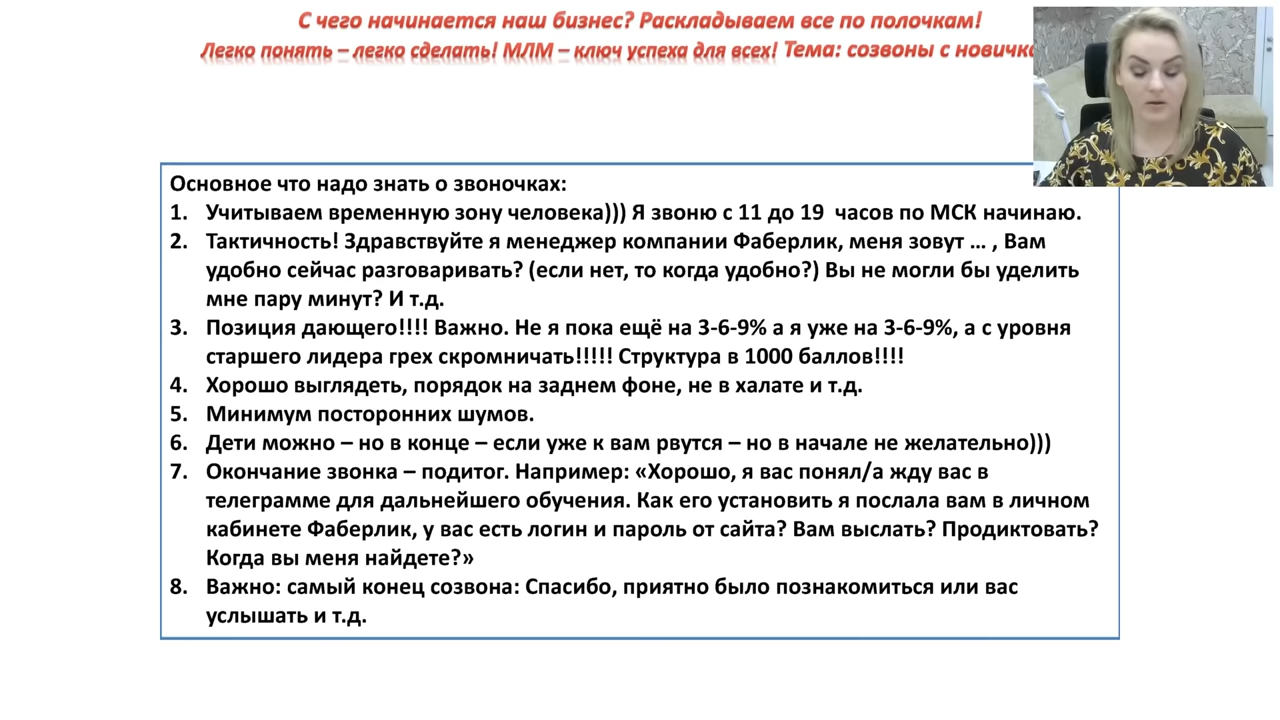 С чего начинается наш бизнес? Раскладываем все по полочкам!
Легко понять – легко сделать! МЛМ – ключ успеха для всех! Тема: созвоны с
Основное что надо знать о звоночках:
1. Учитываем временную зону человека))) Я звоню с 11 до 19 часов по МСК начинаю.
2. Тактичность! Здравствуйте я менеджер компании Фаберлик, меня зовут … , Вам
удобно сейчас разговаривать? (если нет, то когда удобно?) Вы не могли бы уделить
мне пару минут? И т.д.
3. Позиция дающего!!!! Важно. Не я пока ещё на 3-6-9% а я уже на 3-6-9%, а с уровня
старшего лидера грех скромничать!!!!! Структура в 1000 баллов!!!!
4. Хорошо выглядеть, порядок на заднем фоне, не в халате и т.д.
5. Минимум посторонних шумов.
6. Дети можно – но в конце – если уже к вам рвутся – но в начале не желательно)))
7. Окончание звонка – подитог. Например: «Хорошо, я вас понял/а жду вас в
телеграмме для дальнейшего обучения. Как его установить я послала вам в личном
кабинете Фаберлик, у вас есть логин и пароль от сайта? Вам выслать? Продиктовать?
Когда вы меня найдете?»
8. Важно: самый конец созвона: Спасибо, приятно было познакомиться или вас
услышать и т.д.